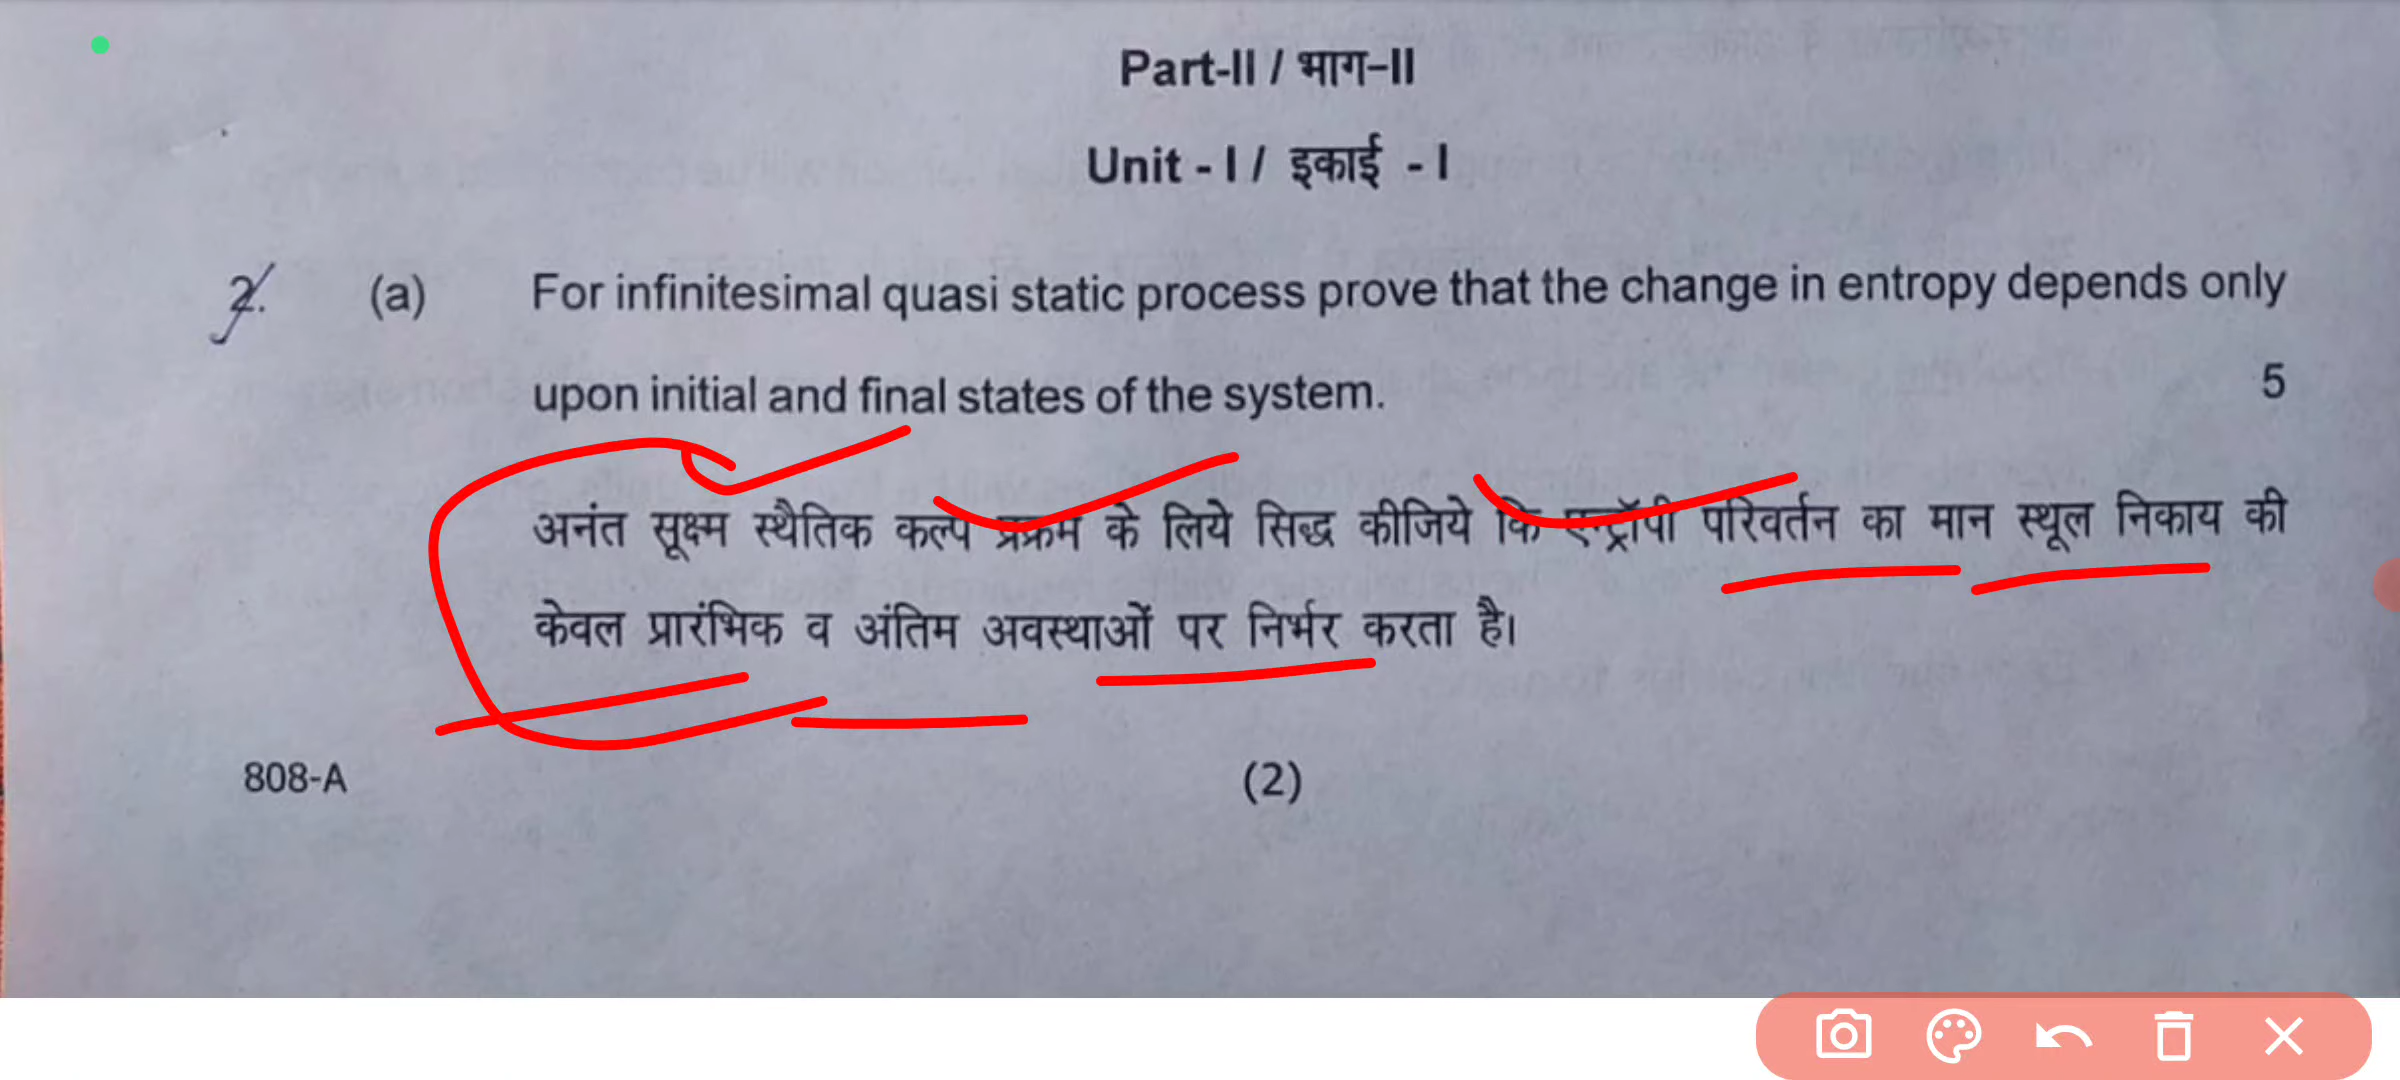 Part-II / भाग-II
Unit - I / इकाई - I
2. (a) For infinitesimal quasi static process prove that the change in entropy depends only
upon initial and final states of the system. 5
अनंत सूक्ष्म स्थैतिक कल्प प्रक्रम के लिये सिद्ध कीजिये कि एन्ट्रॉपी परिवर्तन का मान स्थूल निकाय की
केवल प्रारंभिक व अंतिम अवस्थाओं पर निर्भर करता है।
808-A (2)